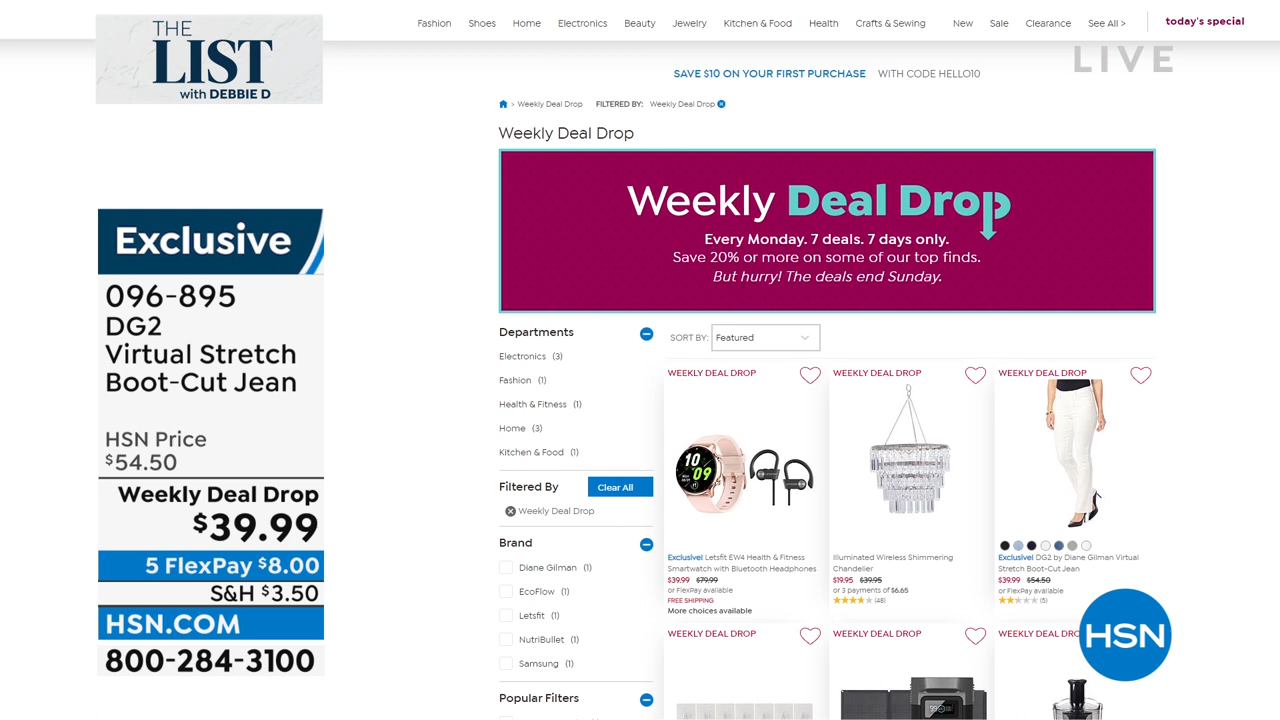 THE
LIST
with DEBBIE D
Fashion Shoes Home Electronics Beauty Jewelry Kitchen & Food Health Crafts & Sewing New Sale Clearance See All > today's special
LIVE
SAVE $10 ON YOUR FIRST PURCHASE WITH CODE HELLO10
> Weekly Deal Drop FILTERED BY: Weekly Deal Drop
Weekly Deal Drop
Weekly Deal Drop
Every Monday. 7 deals. 7 days only.
Save 20% or more on some of our top finds.
But hurry! The deals end Sunday.
Exclusive
096-895
DG2
Virtual Stretch
Boot-Cut Jean
HSN Price
$54.50
Weekly Deal Drop
$39.99
5 FlexPay $8.00
S&H $3.50
HSN.COM
800-284-3100
Departments
Electronics (3)
Fashion (1)
Health & Fitness (1)
Home (3)
Kitchen & Food (1)
Filtered By Clear All
Weekly Deal Drop
Brand
Diane Gilman (1)
EcoFlow (1)
Letsfit (1)
NutriBullet (1)
Samsung (1)
Popular Filters
SORT BY: Featured
WEEKLY DEAL DROP
10
09
Exclusive! Letsfit EW4 Health & Fitness
Smartwatch with Bluetooth Headphones
$39.99 $79.99
or FlexPay available
FREE SHIPPING
More choices available
WEEKLY DEAL DROP
Illuminated Wireless Shimmering
Chandelier
$19.95 $39.95
or 3 payments of $6.65
(48)
WEEKLY DEAL DROP
Exclusive! DG2 by Diane Gilman Virtual
Stretch Boot-Cut Jean
$39.99 $54.50
or FlexPay available
(5)
WEEKLY DEAL DROP
WEEKLY DEAL DROP
99
WEEKLY DEAL DRO
HSN